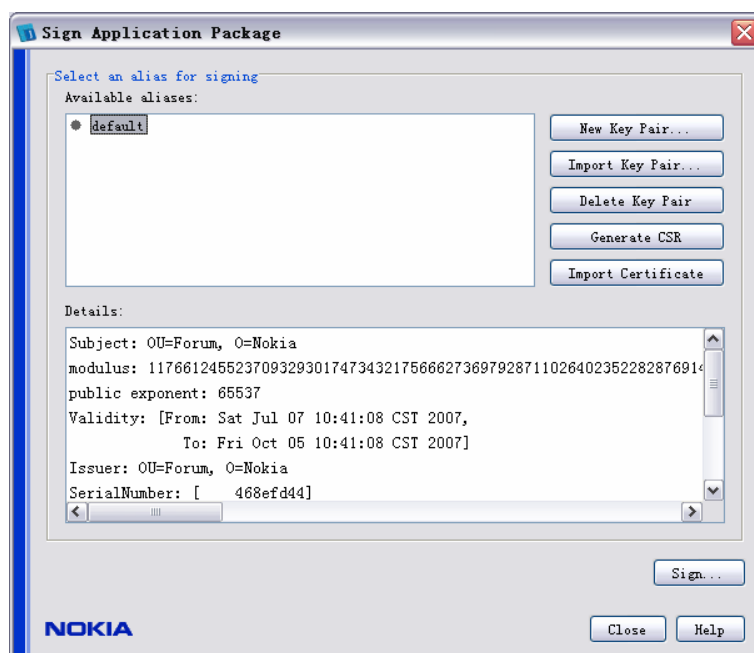 Sign Application Package
Select an alias for signing
Available aliases:
default
New Key Pair...
Import Key Pair...
Delete Key Pair
Generate CSR
Import Certificate
Details:
Subject: OU=Forum, O=Nokia
modulus: 1176612455237093293017473432175666273697928711026402352282876914
public exponent: 65537
Validity: [From: Sat Jul 07 10:41:08 CST 2007,
To: Fri Oct 05 10:41:08 CST 2007]
Issuer: OU=Forum, O=Nokia
SerialNumber: [    468efd44]
Sign...
NOKIA
Close
Help